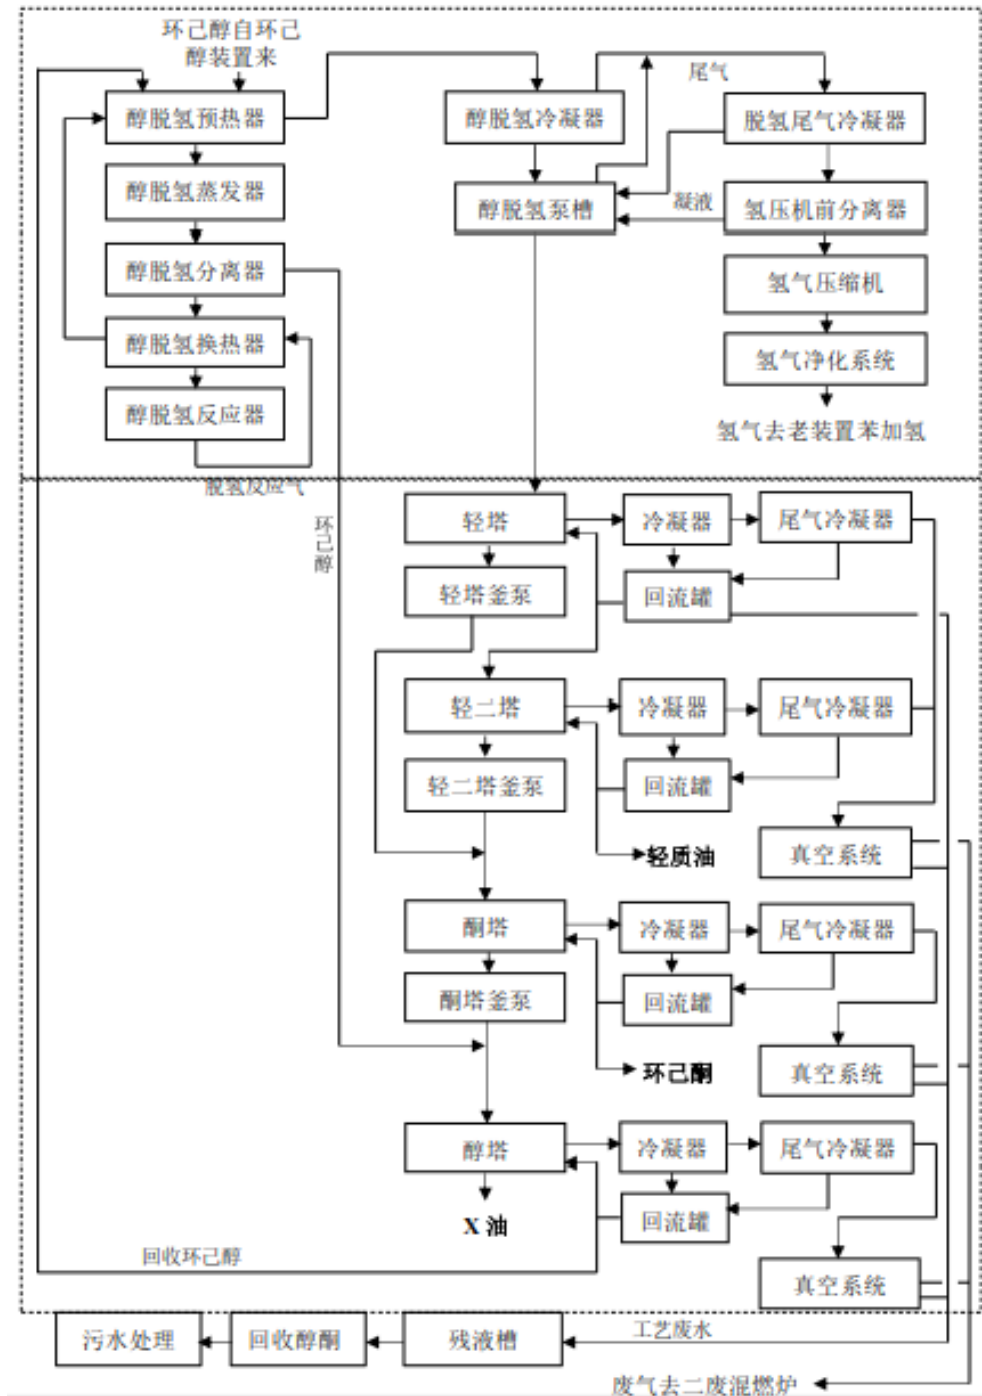 环己醇自环己
醇装置来
尾气
醇脱氢预热器
醇脱氢冷凝器
脱氢尾气冷凝器
醇脱氢蒸发器
醇脱氢泵槽
凝液
氢压机前分离器
醇脱氢分离器
氢气压缩机
醇脱氢换热器
氢气净化系统
醇脱氢反应器
氢气去老装置苯加氢
脱氢反应气
环己醇
轻塔
冷凝器
尾气冷凝器
轻塔釜泵
回流罐
轻二塔
冷凝器
尾气冷凝器
轻二塔釜泵
回流罐
轻质油
真空系统
酮塔
冷凝器
尾气冷凝器
酮塔釜泵
回流罐
环己酮
真空系统
醇塔
冷凝器
尾气冷凝器
X 油
回流罐
回收环己醇
真空系统
污水处理
回收醇酮
残液槽
工艺废水
废气去二废混燃炉